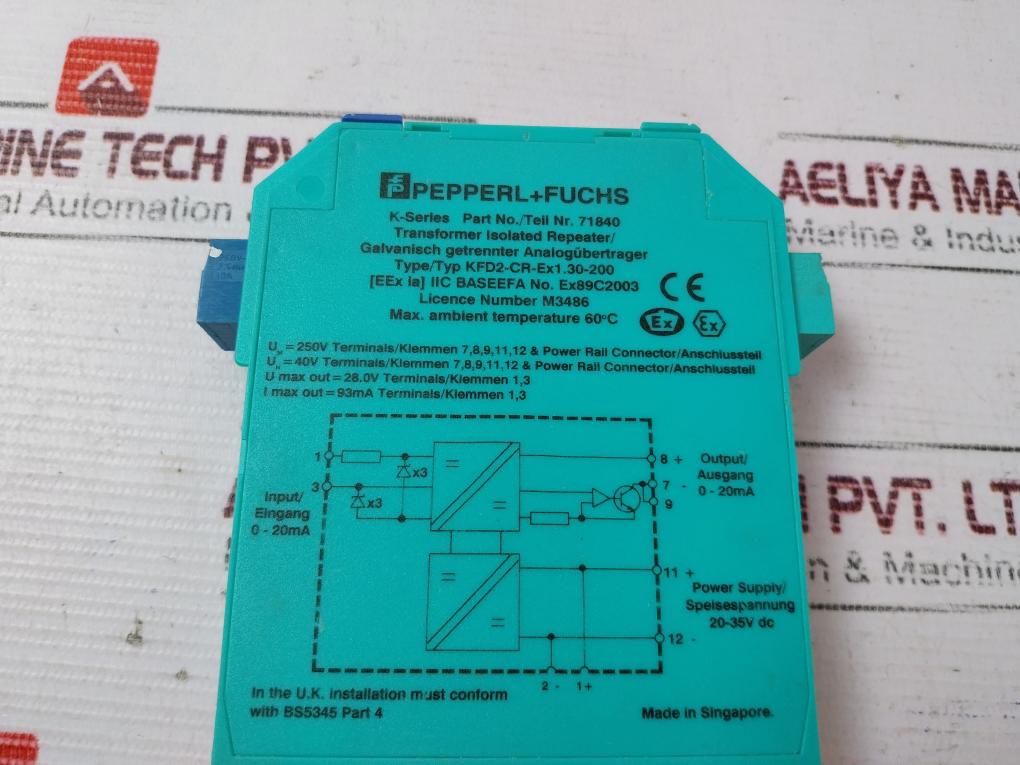 INE TECH PV
al Automation
AELIYA MA
Marine & Indus
PEPPERL+FUCHS
K-Series Part No./Teil Nr. 71840
Transformer Isolated Repeater/
Galvanisch getrennter Analogübertrager
Type/Typ KFD2-CR-Ex1.30-200
[EEx ia] IIC BASEEFA No. Ex89C2003
Licence Number M3486
Max. ambient temperature 60°C
CE
Ex
Ex
= 250V Terminals/Klemmen 7,8,9,11,12 & Power Rail Connector/Anschlussteil
= 40V Terminals/Klemmen 7,8,9,11,12 & Power Rail Connector/Anschlussteil
U max out = 28.0V Terminals/Klemmen 1,3
I max out = 93mA Terminals/Klemmen 1,3
1
x3
8 +
Output/
Ausgang
0 - 20mA
3
x3
7 -
9
Input/
Eingang
0 - 20mA
11 +
Power Supply/
Speisespannung
20-35V dc
12 -
2 - 1+
In the U.K. installation must conform
with BS5345 Part 4
Made in Singapore.
PVT. LT
n & Machine